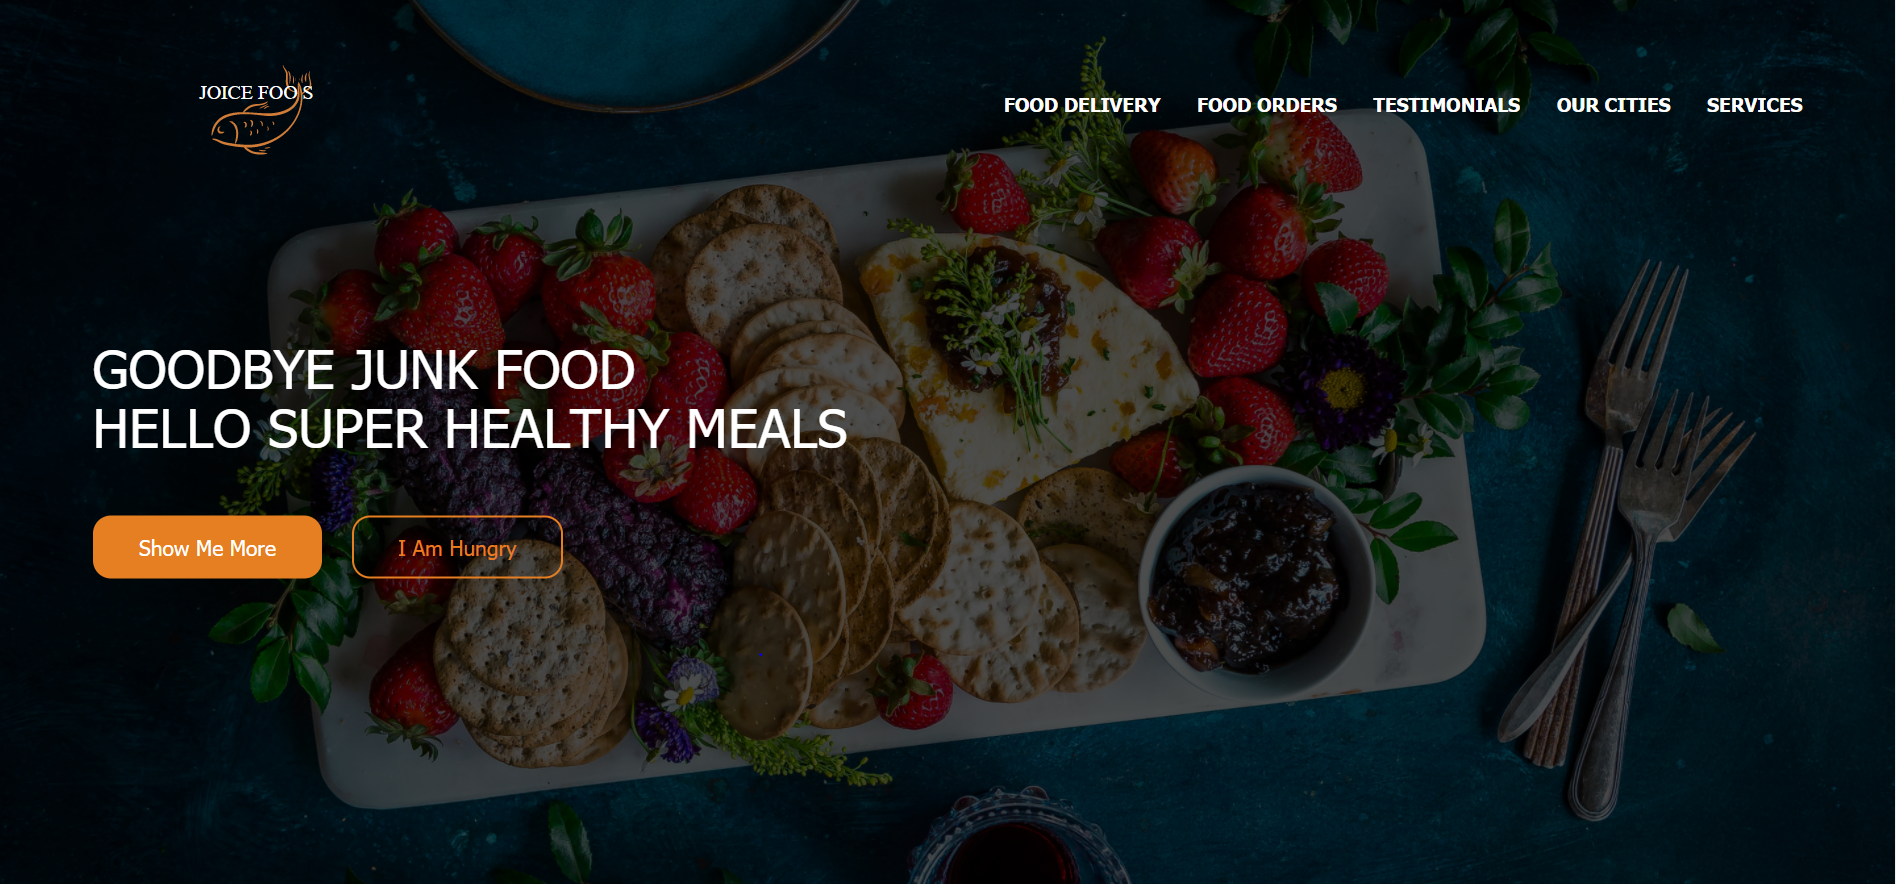 JOICE FOO S
FOOD DELIVERY FOOD ORDERS TESTIMONIALS OUR CITIES SERVICES
GOODBYE JUNK FOOD
HELLO SUPER HEALTHY MEALS
Show Me More I Am Hungry